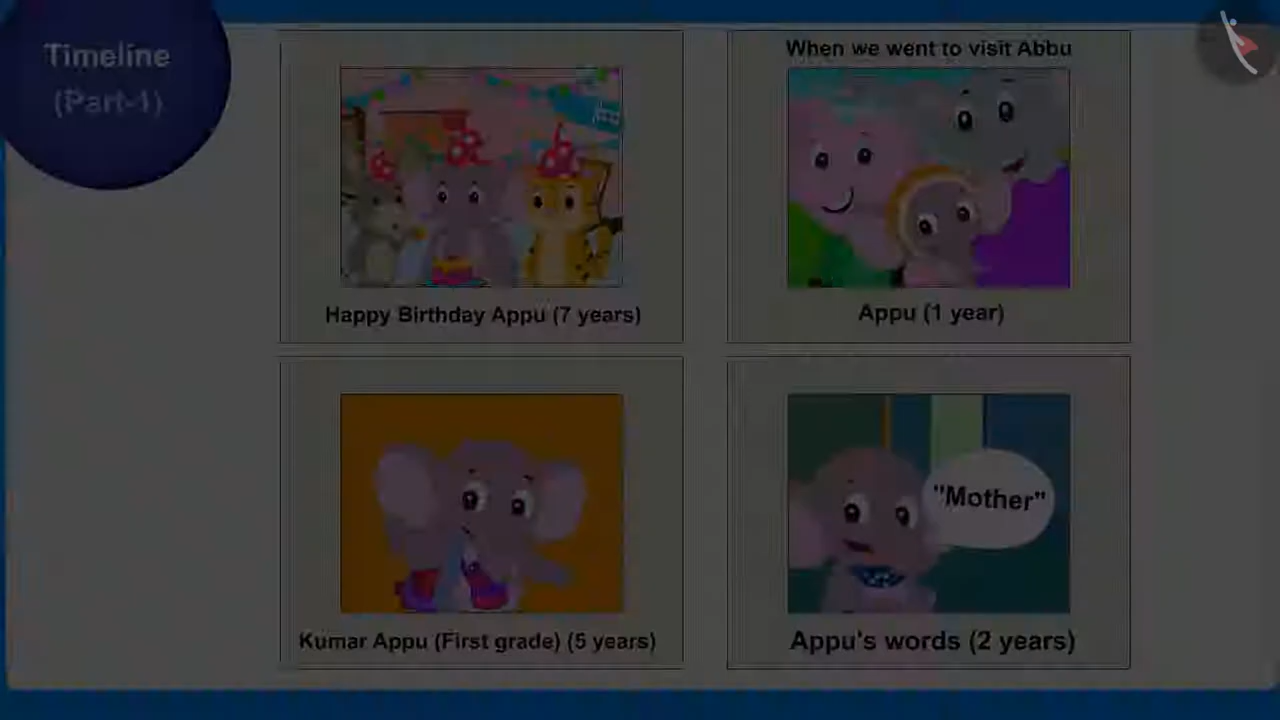 Timeline
(Part-1)
Happy Birthday Appu (7 years)
When we went to visit Abbu
Appu (1 year)
Kumar Appu (First grade) (5 years)
"Mother"
Appu's words (2 years)